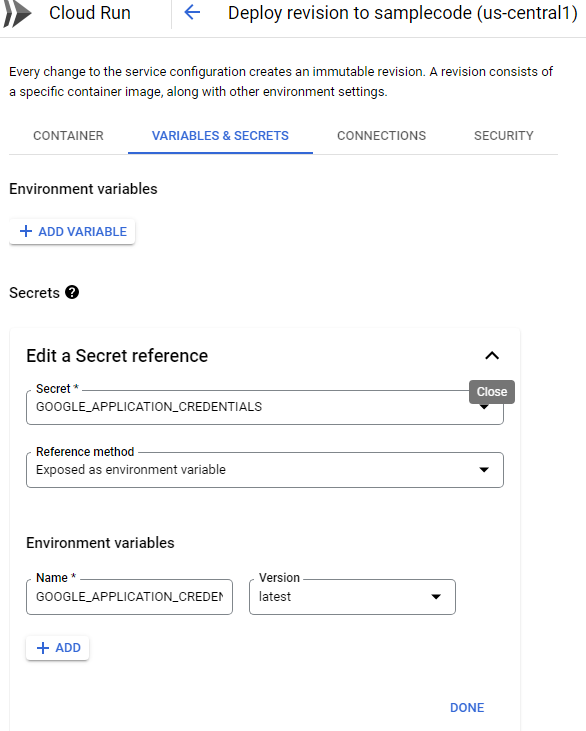 Cloud Run
Deploy revision to samplecode (us-central1)
Every change to the service configuration creates an immutable revision. A revision consists of
a specific container image, along with other environment settings.
CONTAINER
VARIABLES & SECRETS
CONNECTIONS
SECURITY
Environment variables
+ ADD VARIABLE
Secrets ?
Edit a Secret reference
Close
Secret *
GOOGLE_APPLICATION_CREDENTIALS
Reference method
Exposed as environment variable
Environment variables
Name *
GOOGLE_APPLICATION_CREDEN
Version
latest
+ ADD
DONE